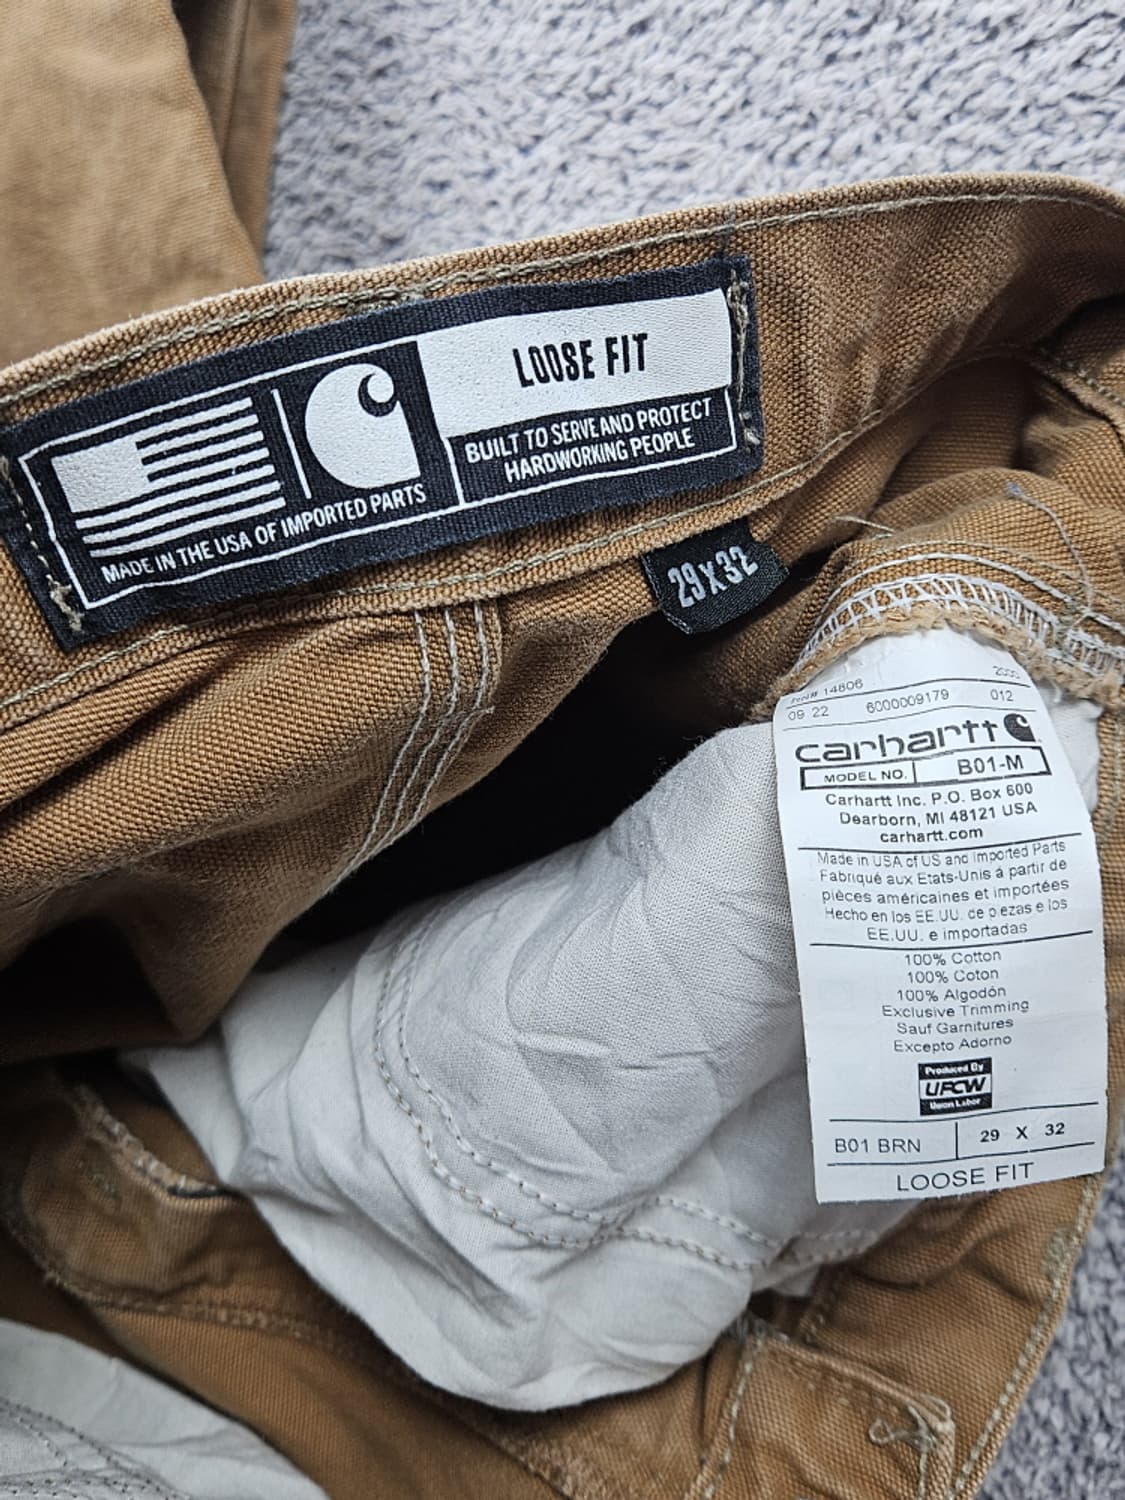 LOOSE FIT
BUILT TO SERVE AND PROTECT
HARDWORKING PEOPLE
MADE IN THE USA OF IMPORTED PARTS
29X32
14806
2000
09 22 6000009179 012
carhartt
MODEL NO. B01-M
Carhartt Inc. P.O. Box 600
Dearborn, MI 48121 USA
carhartt.com
Made in USA of US and Imported Parts
Fabriqué aux Etats-Unis á partir de
pièces américaines et importées
Hecho en los EE.UU. de piezas e los
EE.UU. e importadas
100% Cotton
100% Coton
100% Algodón
Exclusive Trimming
Sauf Garnitures
Excepto Adorno
Produced By
UFCW
Union Labor
B01 BRN 29 X 32
LOOSE FIT